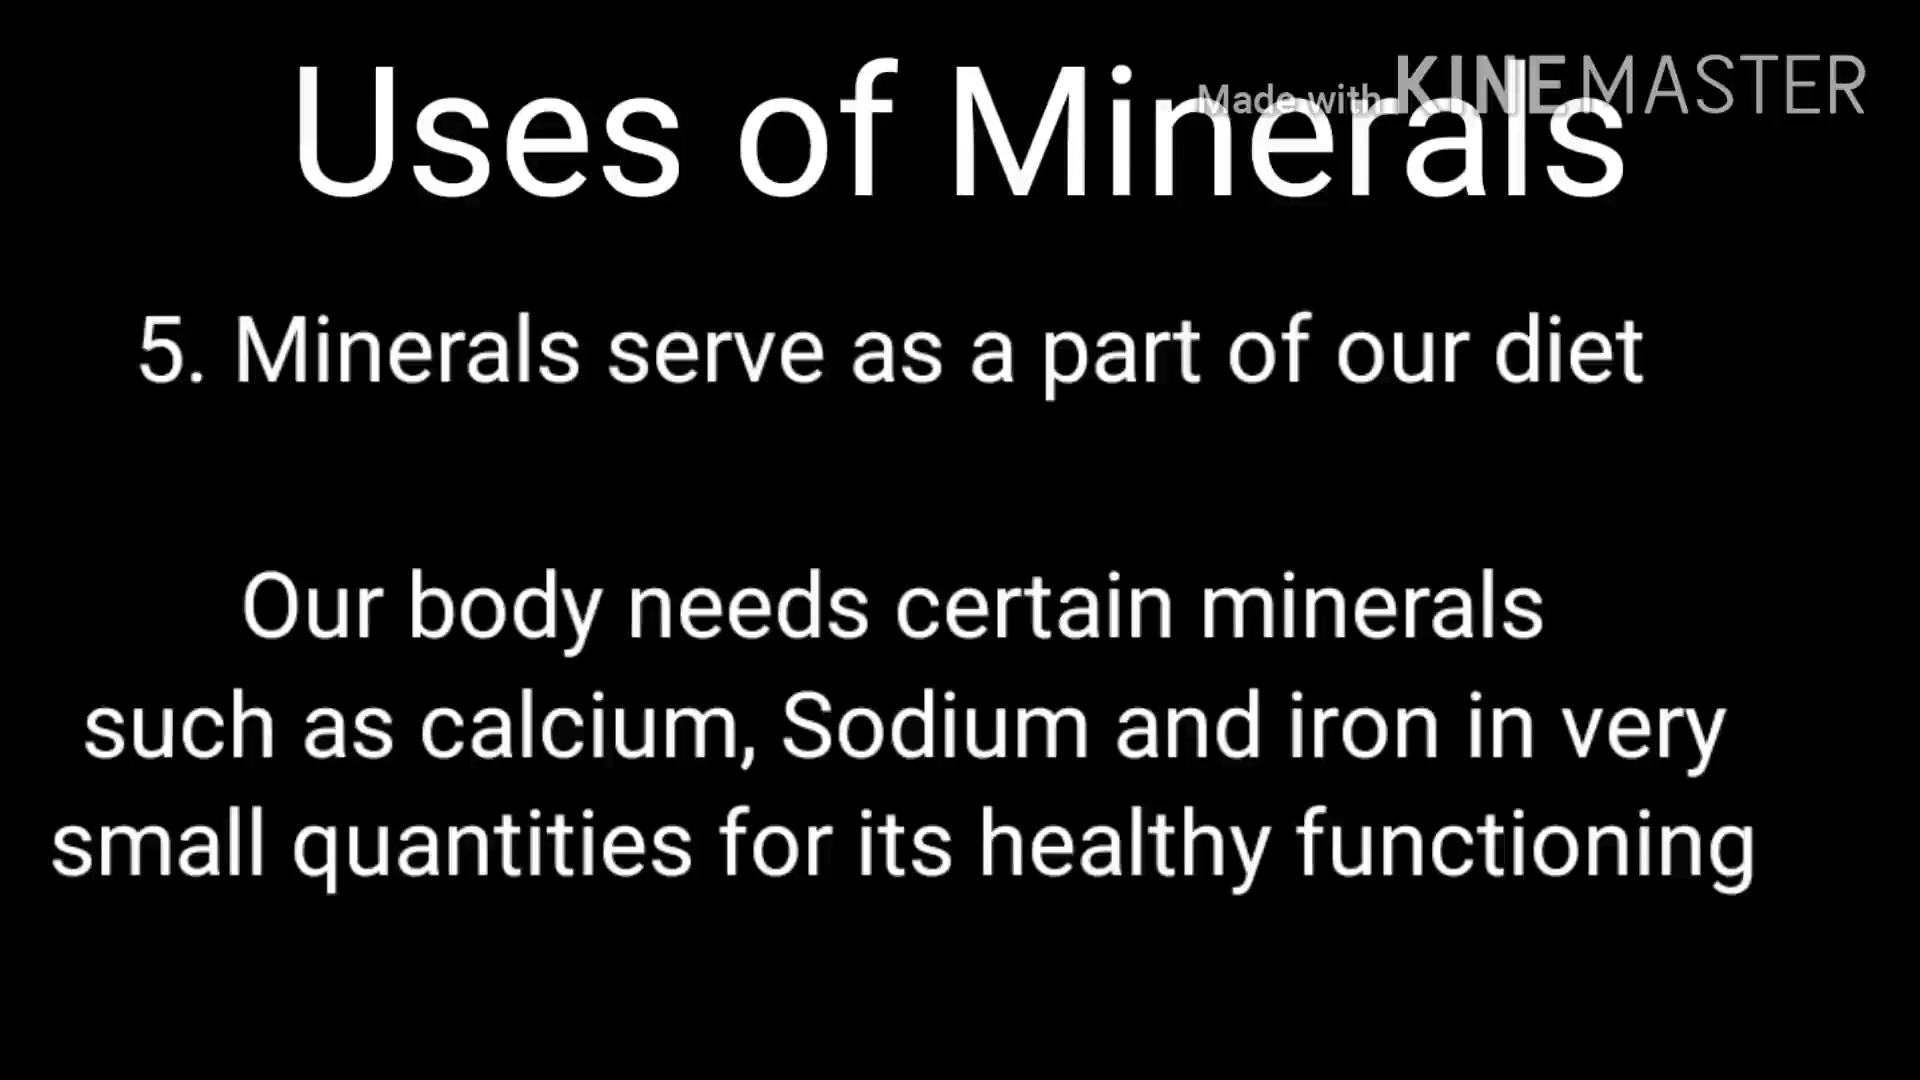 Made with KINEMASTER
Uses of Minerals
5. Minerals serve as a part of our diet
Our body needs certain minerals
such as calcium, Sodium and iron in very
small quantities for its healthy functioning